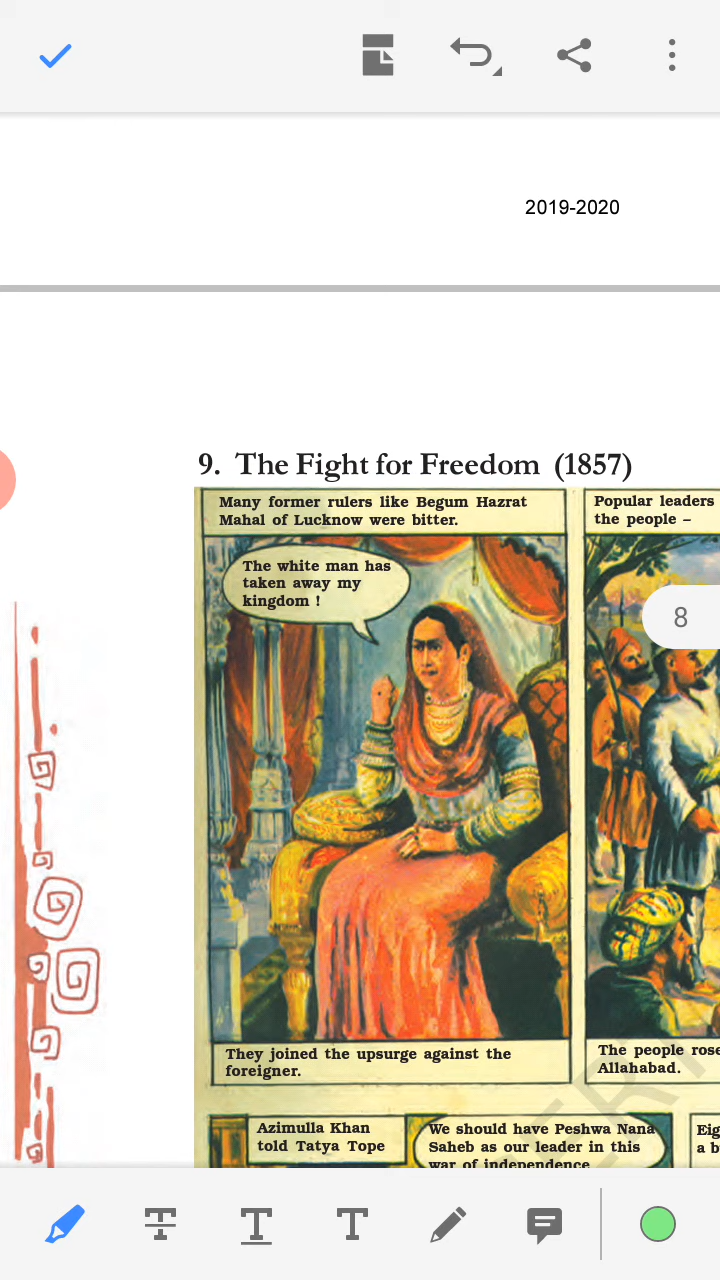 2019-2020
9. The Fight for Freedom (1857)
Many former rulers like Begum Hazrat
Mahal of Lucknow were bitter.
The white man has
taken away my
kingdom !
They joined the upsurge against the
foreigner.
Popular leaders
the people –
8
The people rose
Allahabad.
Azimulla Khan
told Tatya Tope
We should have Peshwa Nana
Saheb as our leader in this
war of independence
a b
T
T
T